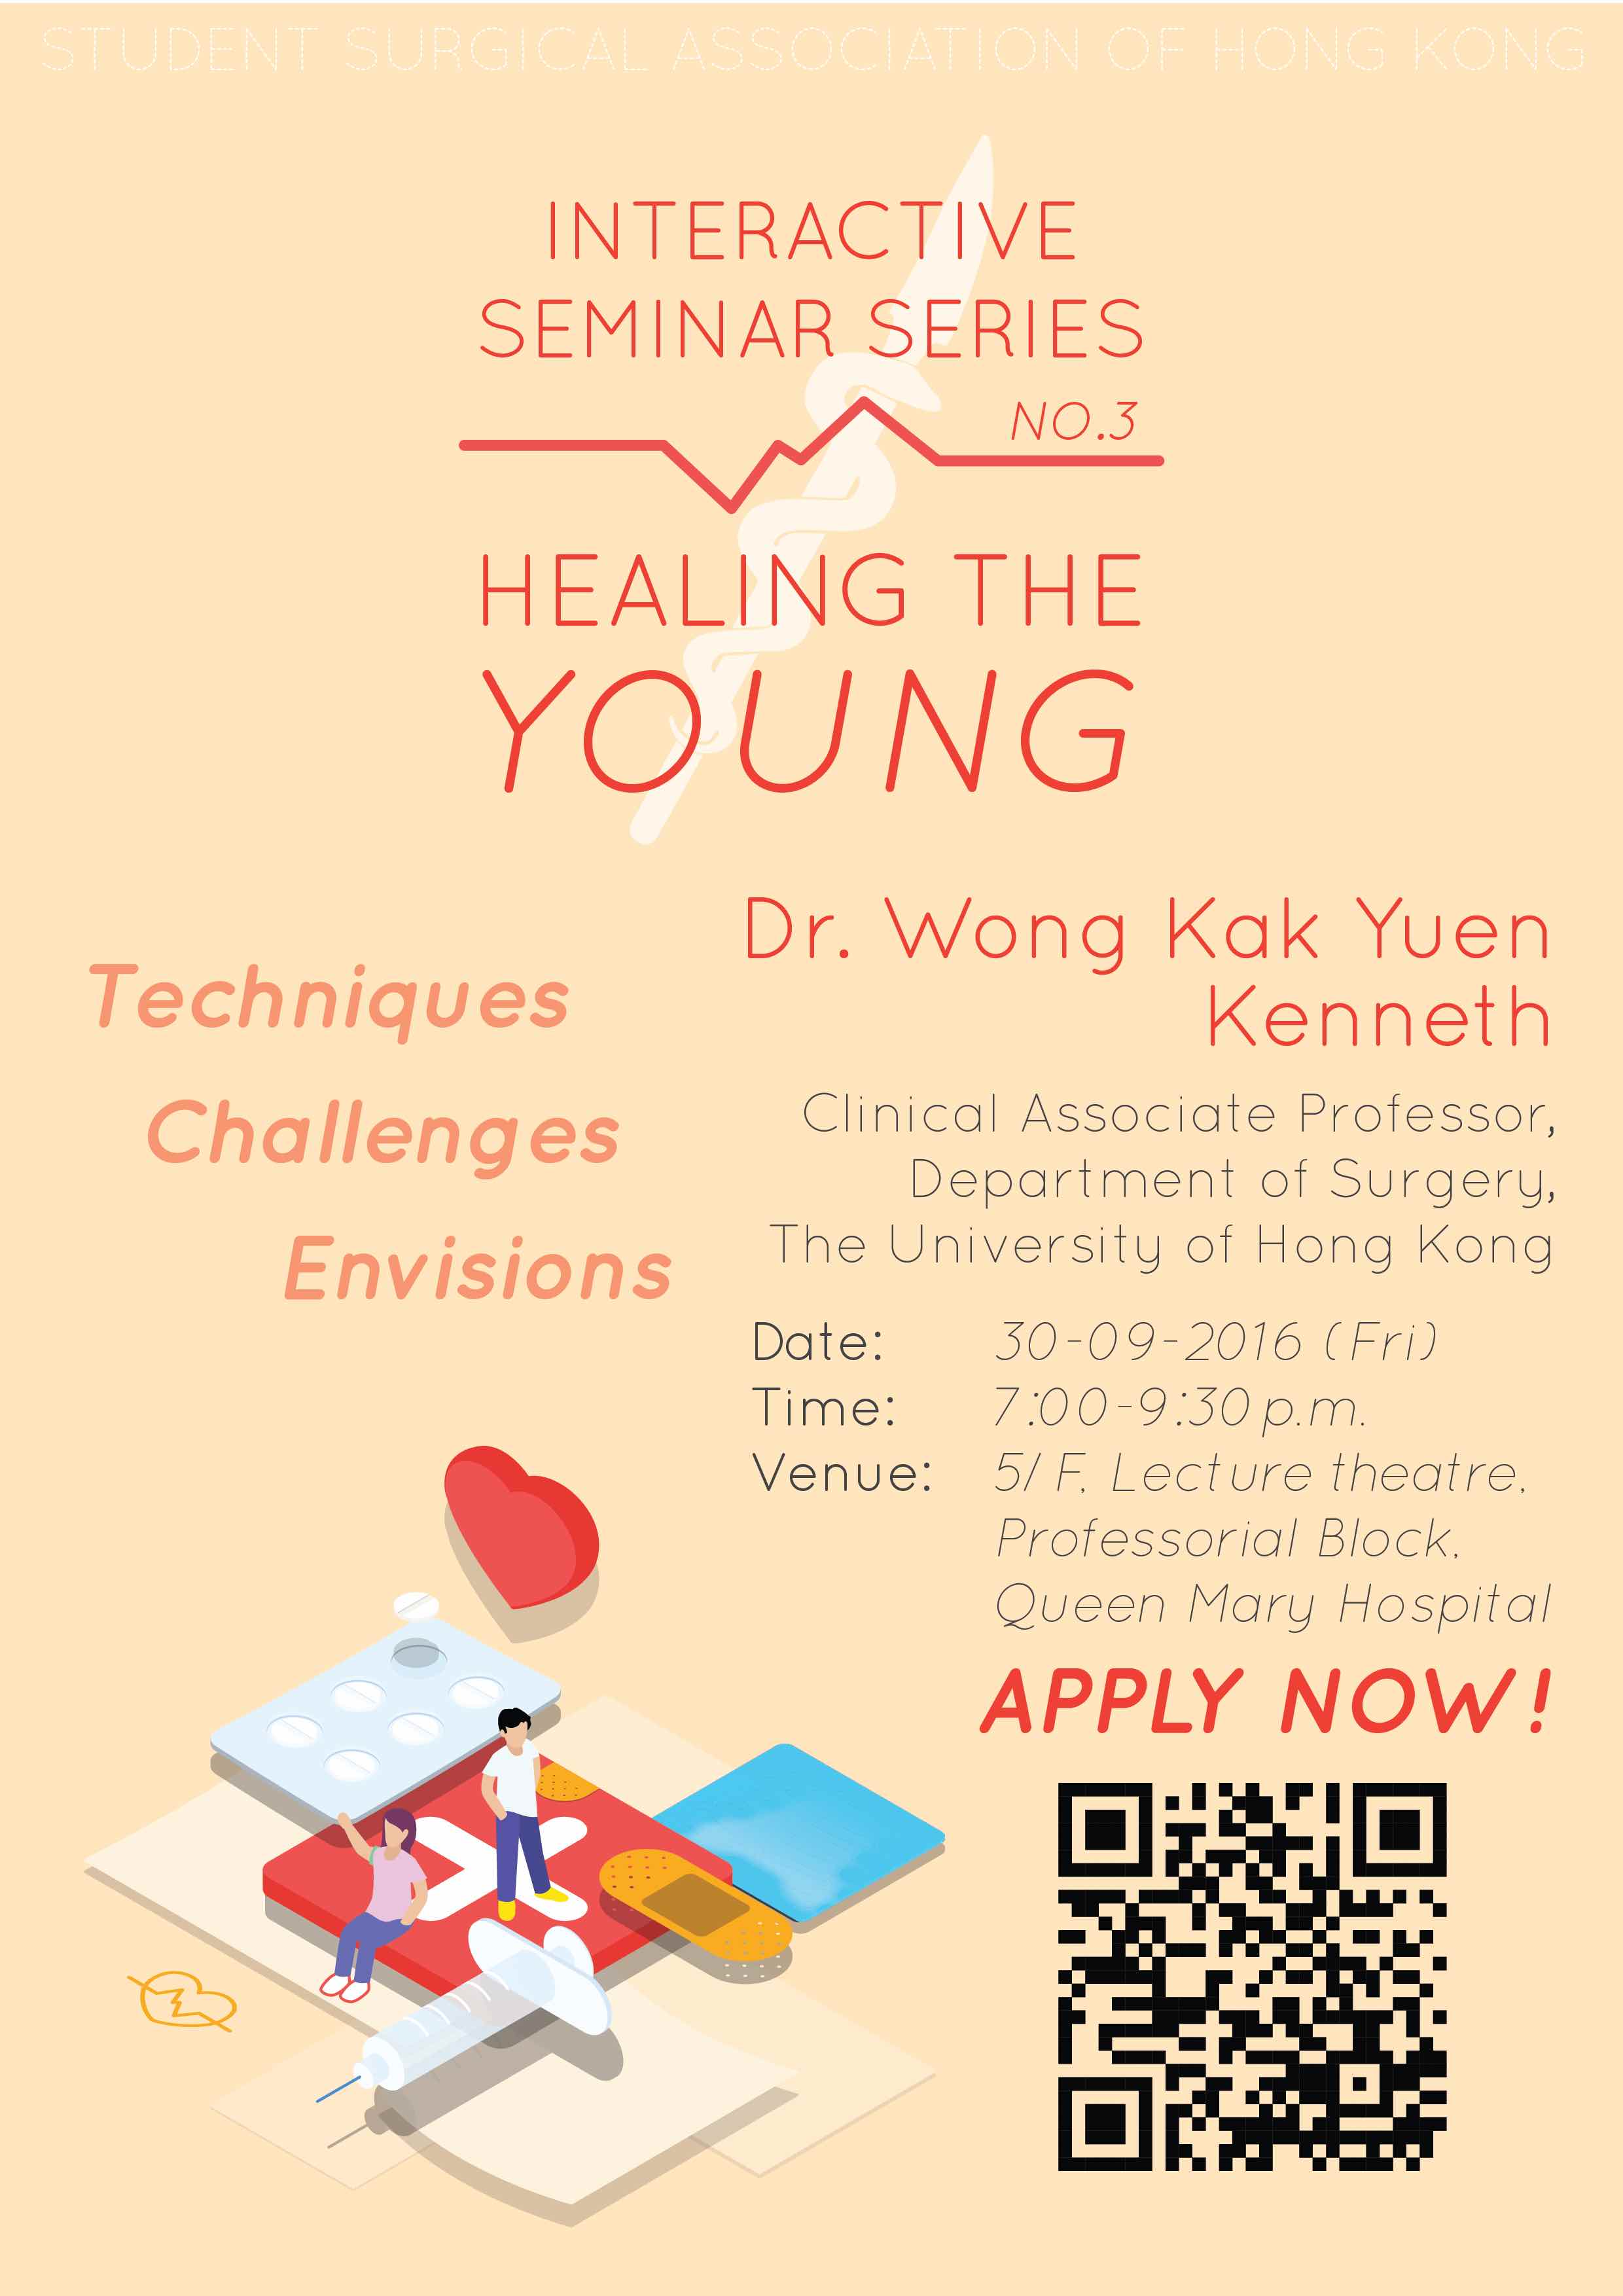 STUDENT SURGICAL ASSOCIATION OF HONG KONG
INTERACTIVE
SEMINAR SERIES
NO.3
HEALING THE
YOUNG
Dr. Wong Kak Yuen
Kenneth
Techniques
Challenges
Envisions
Clinical Associate Professor,
Department of Surgery,
The University of Hong Kong
Date: 30-09-2016 (Fri)
Time: 7:00-9:30 p.m.
Venue: 5/F, Lecture theatre,
Professorial Block,
Queen Mary Hospital
APPLY NOW!